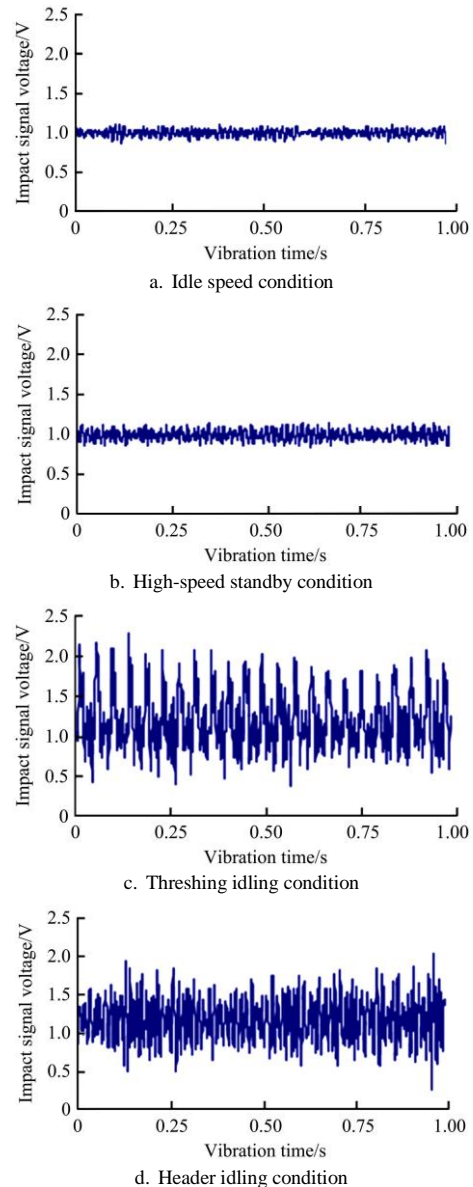 2.5
2.0
1.5
1.0
0.5
0
Impact signal voltage/V
0 0.25 0.50 0.75 1.00
Vibration time/s
a. Idle speed condition
2.5
2.0
1.5
1.0
0.5
0
Impact signal voltage/V
0 0.25 0.50 0.75 1.00
Vibration time/s
b. High-speed standby condition
2.5
2.0
1.5
1.0
0.5
0
Impact signal voltage/V
0 0.25 0.50 0.75 1.00
Vibration time/s
c. Threshing idling condition
2.5
2.0
1.5
1.0
0.5
0
Impact signal voltage/V
0 0.25 0.50 0.75 1.00
Vibration time/s
d. Header idling condition